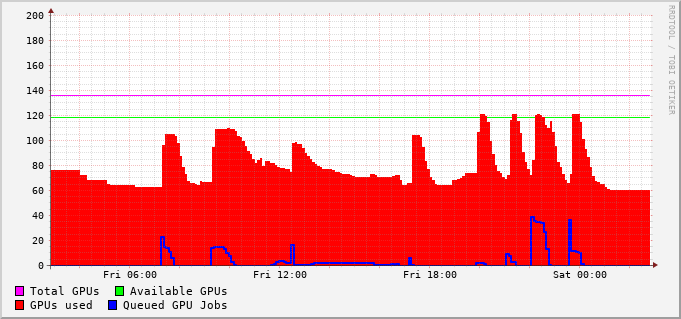 200
180
160
140
120
100
80
60
40
20
0
Fri 06:00 Fri 12:00 Fri 18:00 Sat 00:00
Total GPUs Available GPUs
GPUs used Queued GPU Jobs
RRDTOOL / TOBI OETIKER